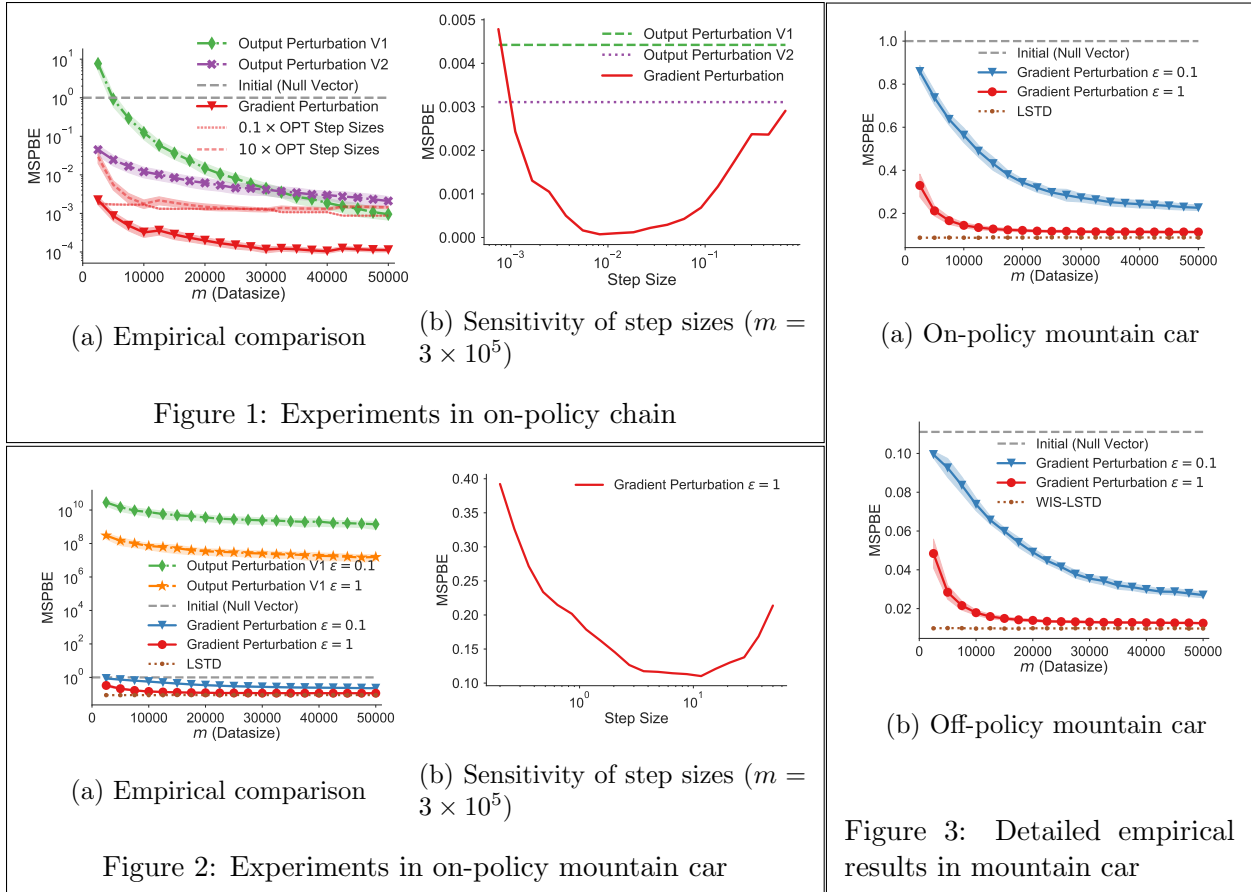 Output Perturbation V1
Output Perturbation V2
Initial (Null Vector)
Gradient Perturbation
0.1 × OPT Step Sizes
10 × OPT Step Sizes
MSPBE
10^1
10^0
10^−1
10^−2
10^−3
10^−4
0 10000 20000 30000 40000 50000
m (Datasize)
(a) Empirical comparison
Output Perturbation V1
Output Perturbation V2
Gradient Perturbation
MSPBE
0.005
0.004
0.003
0.002
0.001
0.000
10^−3 10^−2 10^−1
Step Size
(b) Sensitivity of step sizes (m =
3 × 10^5)
Figure 1: Experiments in on-policy chain
MSPBE
10^10
10^8
10^6
10^4
10^2
10^0
Output Perturbation V1 ε = 0.1
Output Perturbation V1 ε = 1
Initial (Null Vector)
Gradient Perturbation ε = 0.1
Gradient Perturbation ε = 1
LSTD
0 10000 20000 30000 40000 50000
m (Datasize)
(a) Empirical comparison
Gradient Perturbation ε = 1
MSPBE
0.40
0.35
0.30
0.25
0.20
0.15
0.10
10^0 10^1
Step Size
(b) Sensitivity of step sizes (m =
3 × 10^5)
Figure 2: Experiments in on-policy mountain car
MSPBE
1.0
0.8
0.6
0.4
0.2
Initial (Null Vector)
Gradient Perturbation ε = 0.1
Gradient Perturbation ε = 1
LSTD
0 10000 20000 30000 40000 50000
m (Datasize)
(a) On-policy mountain car
MSPBE
0.10
0.08
0.06
0.04
0.02
Initial (Null Vector)
Gradient Perturbation ε = 0.1
Gradient Perturbation ε = 1
WIS-LSTD
0 10000 20000 30000 40000 50000
m (Datasize)
(b) Off-policy mountain car
Figure 3: Detailed empirical
results in mountain car